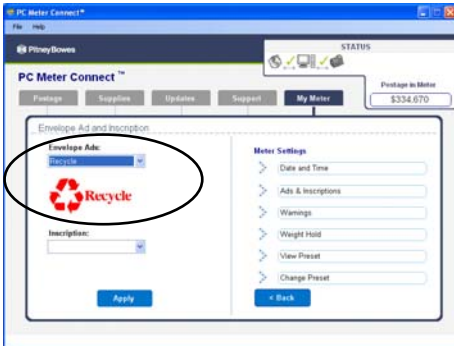 PC Meter Connect*
File Help
PitneyBowes
STATUS
PC Meter Connect ™
Postage in Meter
$334.670
Postage Supplies Updates Support My Meter
Envelope Ad and Inscription
Envelope Ads:
Recycle
Recycle
Inscription:
Apply
Meter Settings
Date and Time
Ads & Inscriptions
Warnings
Weight Hold
View Preset
Change Preset
< Back